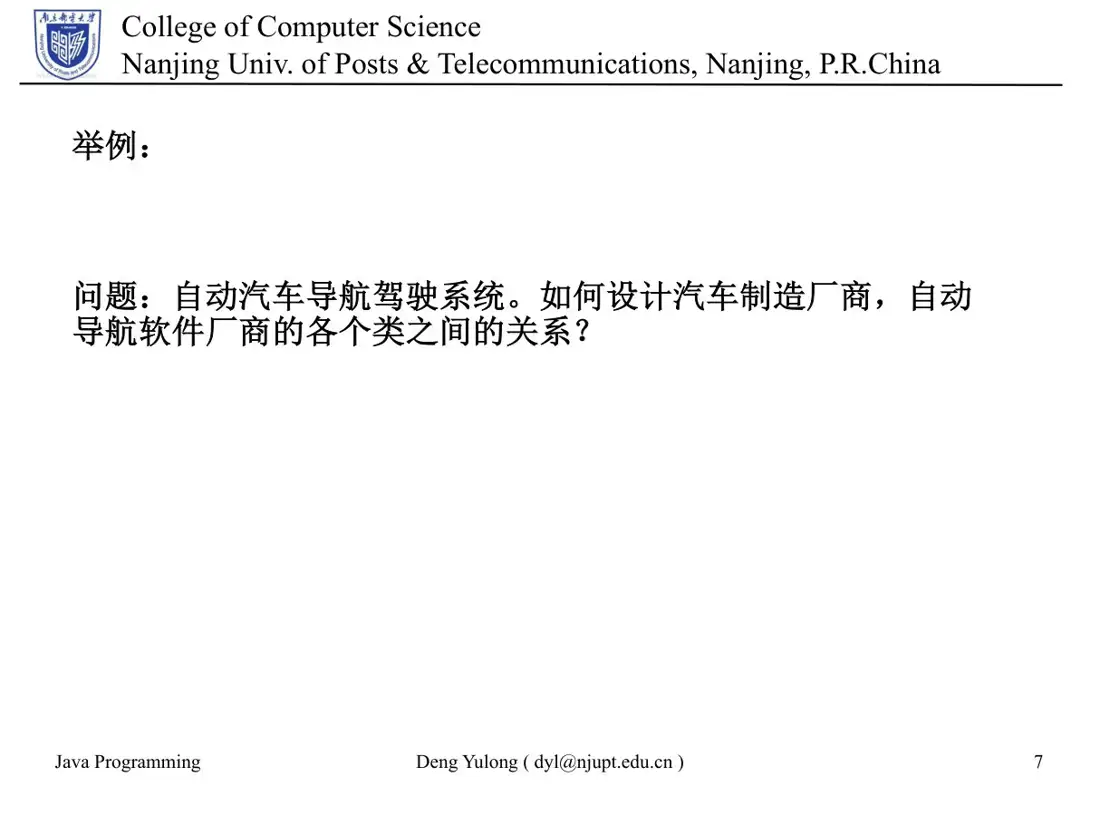 College of Computer Science
Nanjing Univ. of Posts & Telecommunications, Nanjing, P.R.China
举例：
问题：自动汽车导航驾驶系统。如何设计汽车制造厂商，自动
导航软件厂商的各个类之间的关系？
Java Programming
Deng Yulong ( dyl@njupt.edu.cn )
7